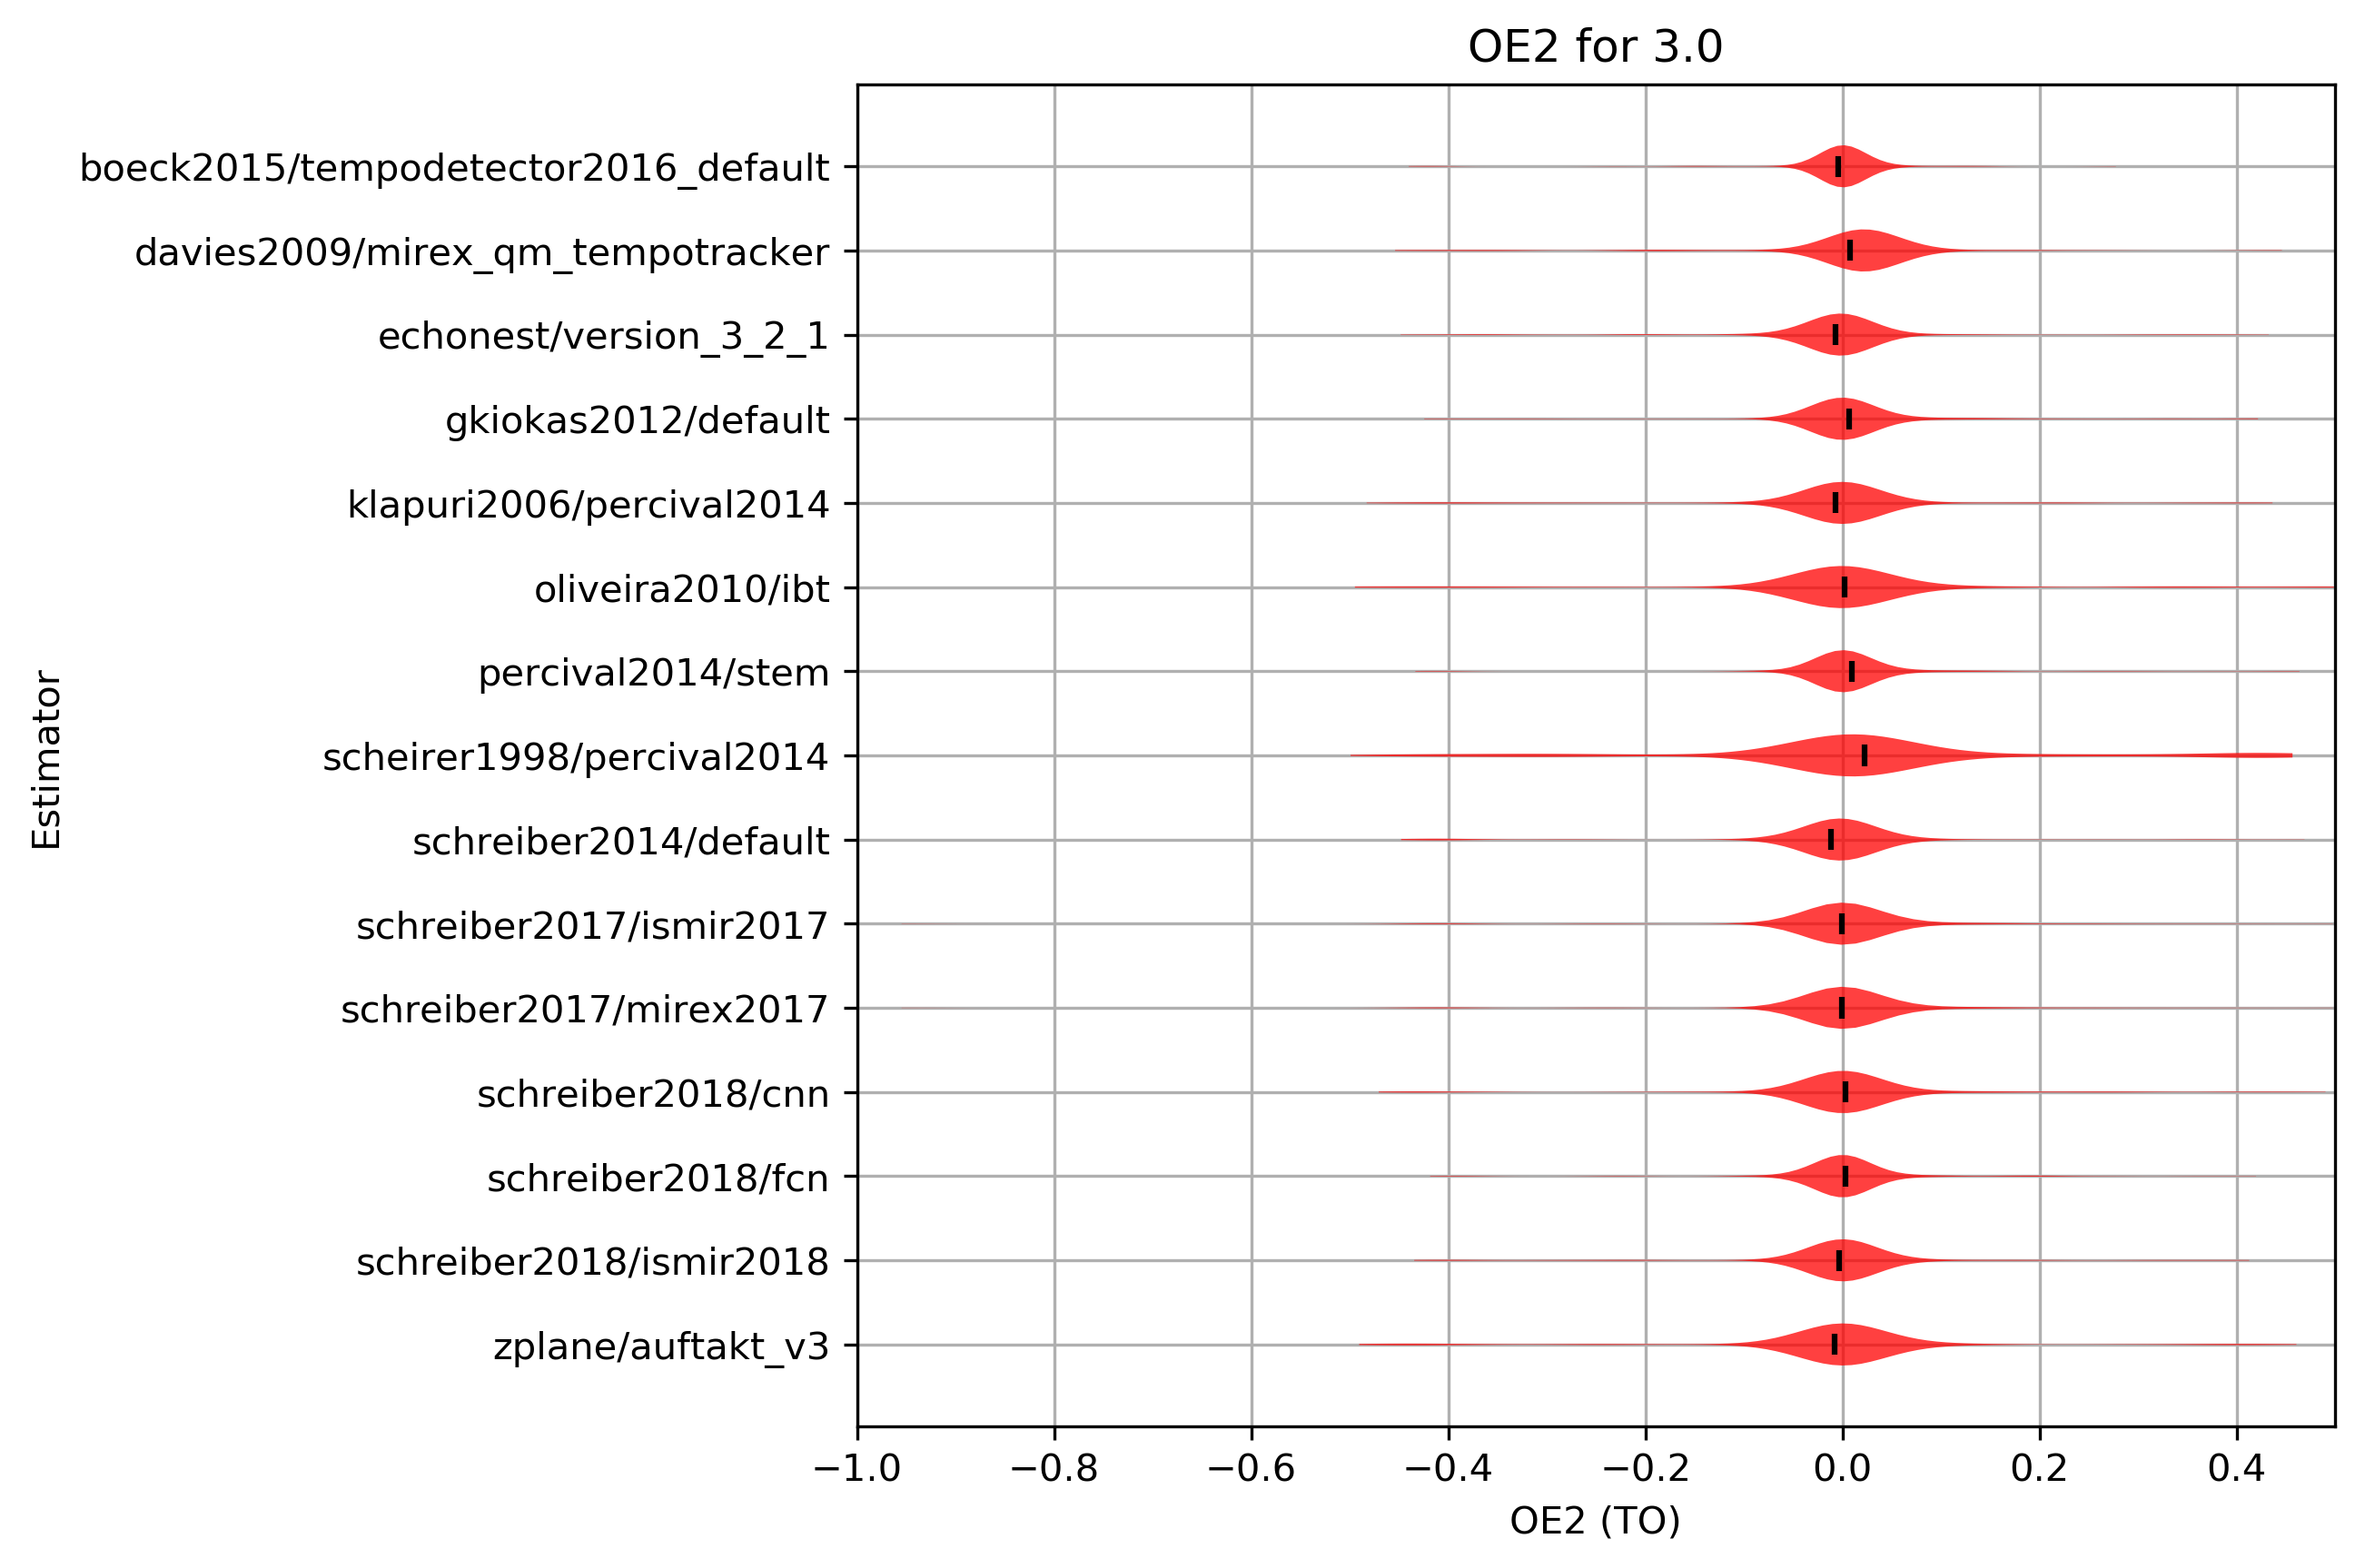 OE2 for 3.0
boeck2015/tempodetector2016_default
davies2009/mirex_qm_tempotracker
echonest/version_3_2_1
gkiokas2012/default
klapuri2006/percival2014
oliveira2010/ibt
percival2014/stem
scheirer1998/percival2014
schreiber2014/default
schreiber2017/ismir2017
schreiber2017/mirex2017
schreiber2018/cnn
schreiber2018/fcn
schreiber2018/ismir2018
zplane/auftakt_v3
Estimator
−1.0 −0.8 −0.6 −0.4 −0.2 0.0 0.2 0.4
OE2 (TO)